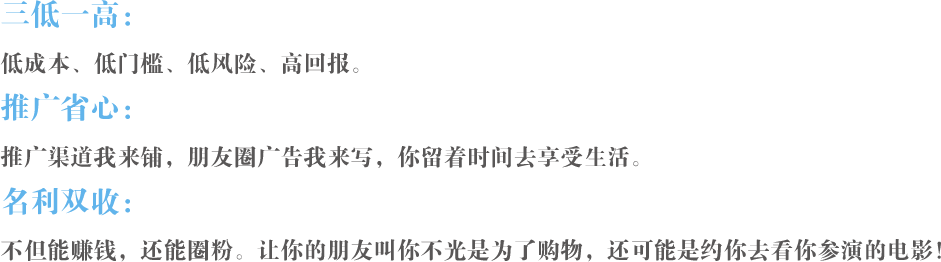 三低一高：
低成本、低门槛、低风险、高回报。
推广省心：
推广渠道我来铺，朋友圈广告我来写，你留着时间去享受生活。
名利双收：
不但能赚钱，还能圈粉。让你的朋友叫你不光是为了购物，还可能是约你去看你参演的电影！